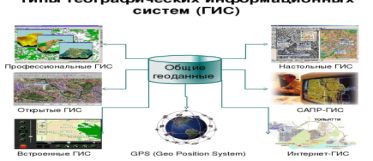 Типы географических информационных
систем (ГИС)
Общие
геоданные
Профессиональные ГИС
Настольные ГИС
Открытые ГИС
САПР-ГИС
ТОЛЬЯТТИ
Встроенные ГИС
GPS (Geo Position System)
Интернет-ГИС